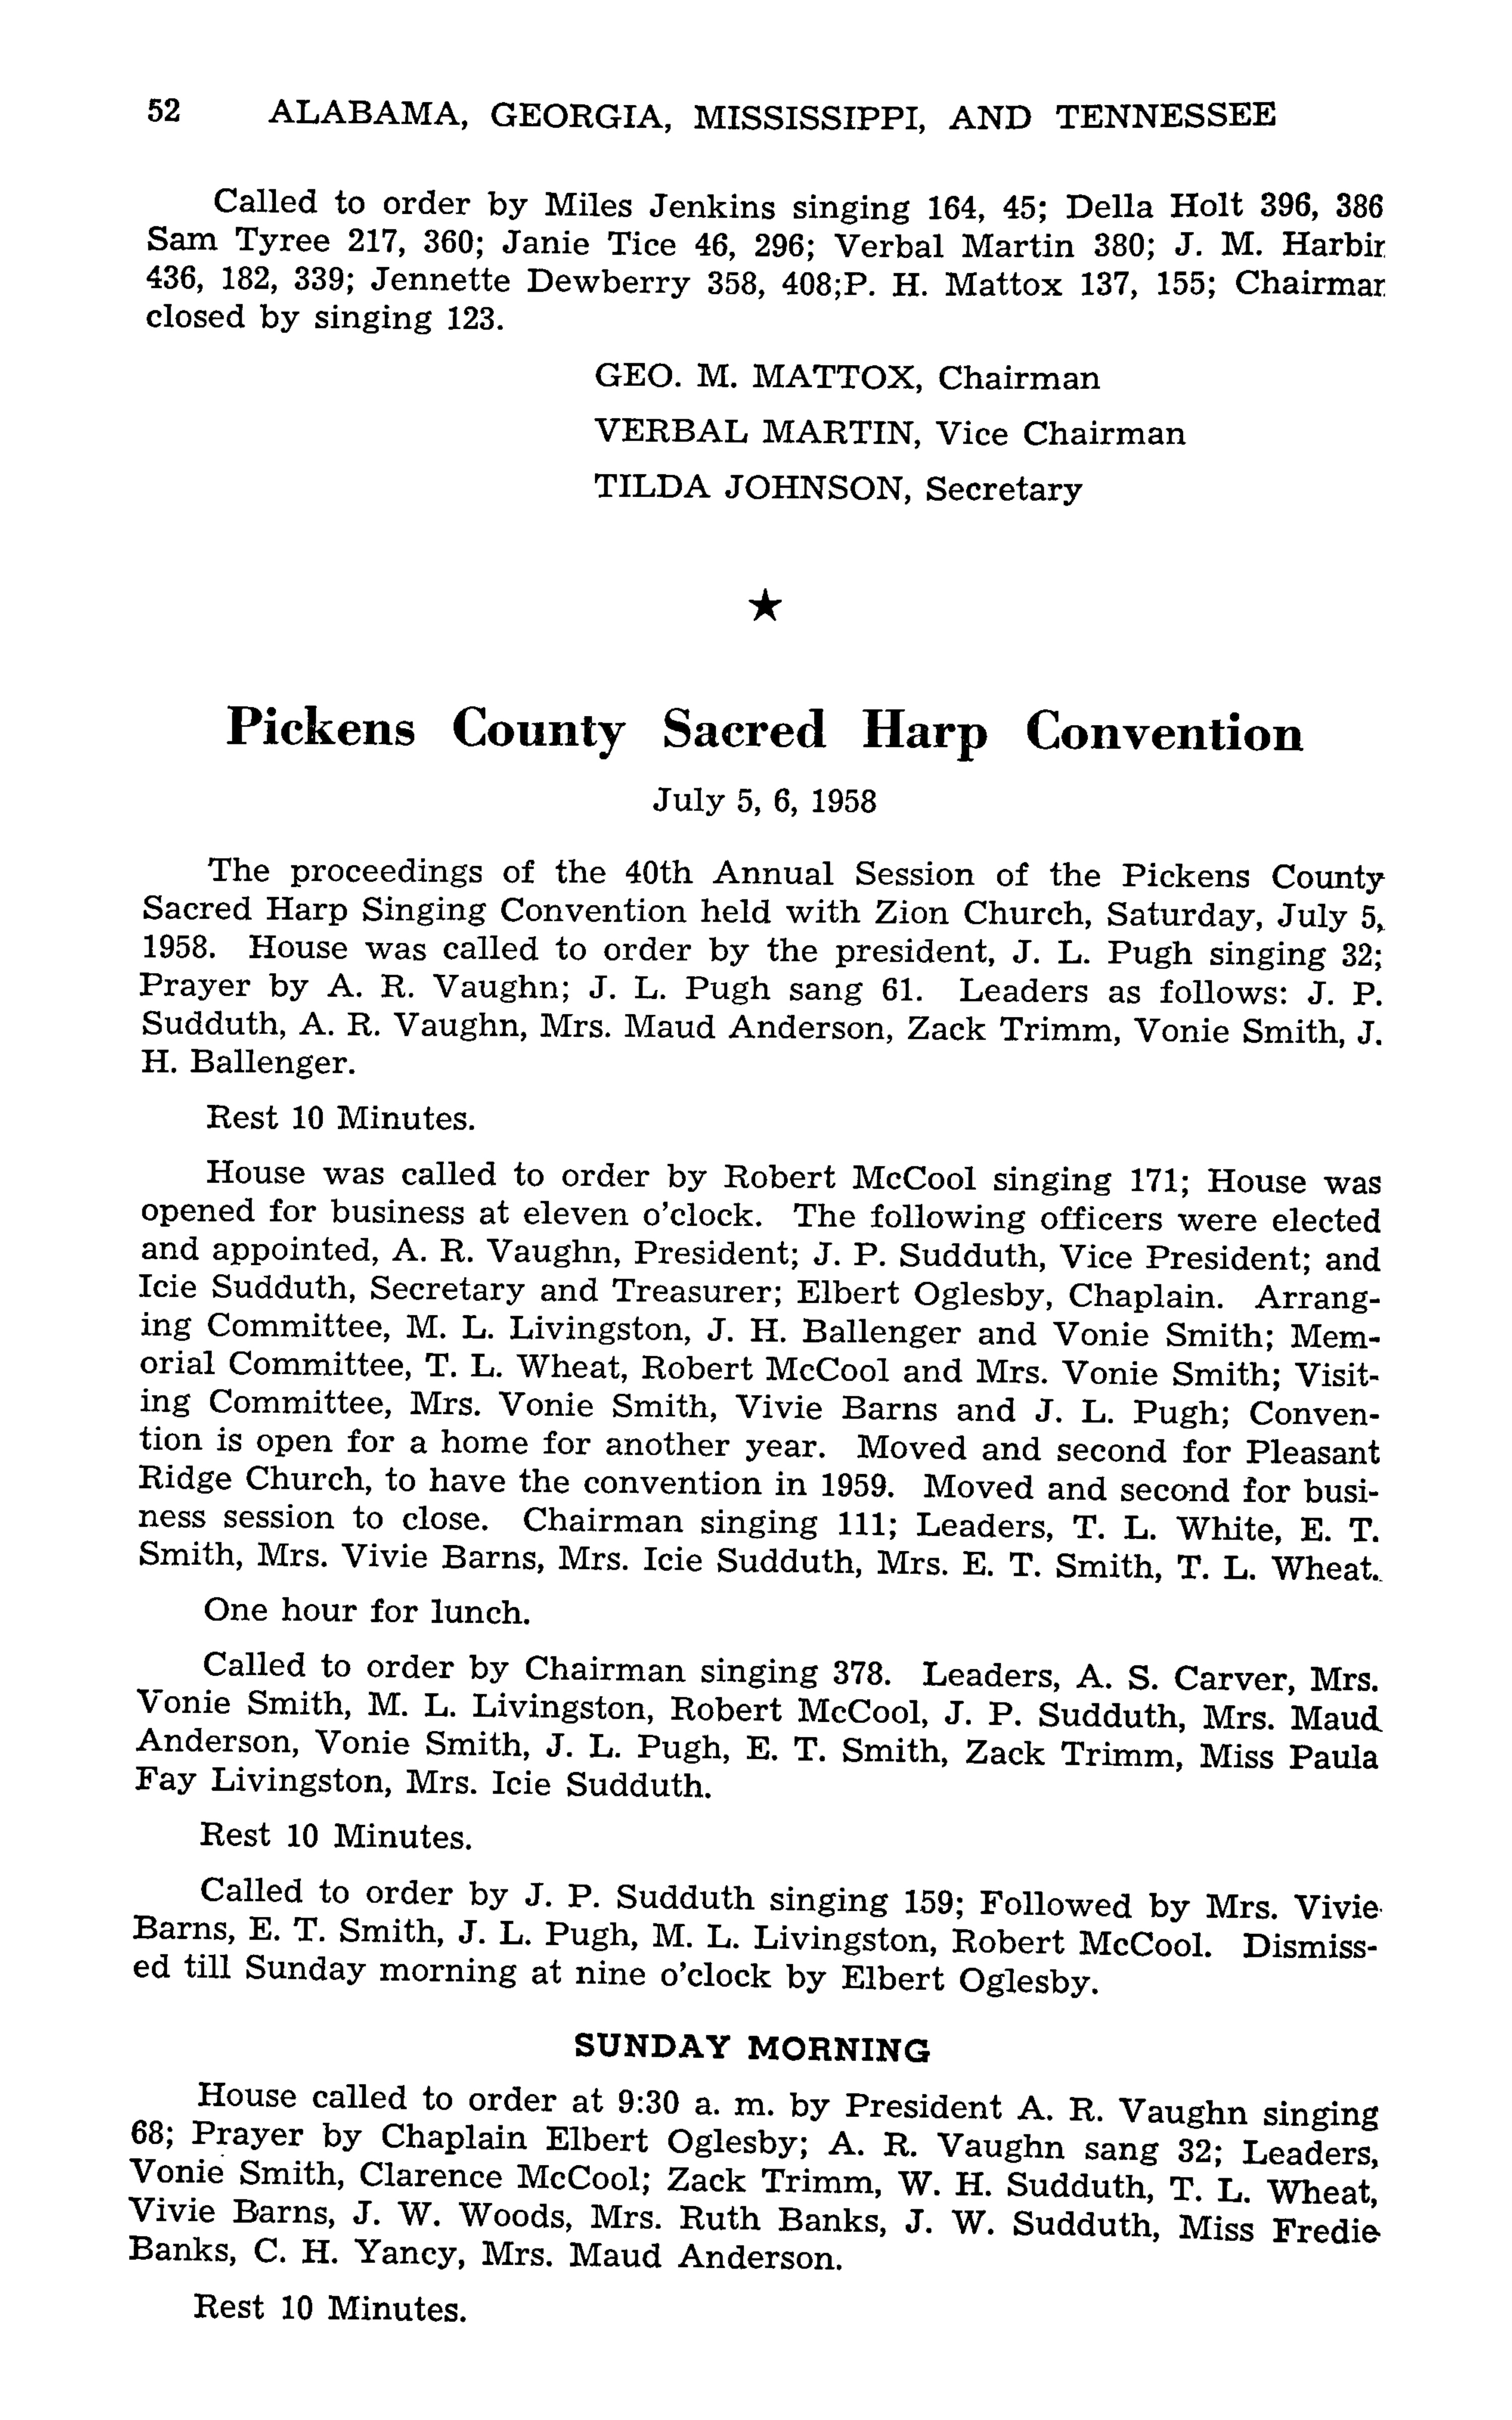 52 ALABAMA, GEORGIA, MISSISSIPPI, AND TENNESSEE
Called to order by Miles Jenkins singing 164, 45; Della Holt 396, 386
Sam Tyree 217, 360; Janie Tice 46, 296; Verbal Martin 380; J. M. Harbin
436, 182, 339; Jennette Dewberry 358, 408;P. H. Mattox 137, 155; Chairman
closed by singing 123.
GEO. M. MATTOX, Chairman
VERBAL MARTIN, Vice Chairman
TILDA JOHNSON, Secretary
★
Pickens County Sacred Harp Convention
July 5, 6, 1958
The proceedings of the 40th Annual Session of the Pickens County
Sacred Harp Singing Convention held with Zion Church, Saturday, July 5,
1958. House was called to order by the president, J. L. Pugh singing 32;
Prayer by A. R. Vaughn; J. L. Pugh sang 61. Leaders as follows: J. P.
Sudduth, A. R. Vaughn, Mrs. Maud Anderson, Zack Trimm, Vonie Smith, J.
H. Ballenger.
Rest 10 Minutes.
House was called to order by Robert McCool singing 171; House was
opened for business at eleven o'clock. The following officers were elected
and appointed, A. R. Vaughn, President; J. P. Sudduth, Vice President; and
Icie Sudduth, Secretary and Treasurer; Elbert Oglesby, Chaplain. Arrang-
ing Committee, M. L. Livingston, J. H. Ballenger and Vonie Smith; Mem-
orial Committee, T. L. Wheat, Robert McCool and Mrs. Vonie Smith; Visit-
ing Committee, Mrs. Vonie Smith, Vivie Barns and J. L. Pugh; Conven-
tion is open for a home for another year. Moved and second for Pleasant
Ridge Church, to have the convention in 1959. Moved and second for busi-
ness session to close. Chairman singing 111; Leaders, T. L. White, E. T.
Smith, Mrs. Vivie Barns, Mrs. Icie Sudduth, Mrs. E. T. Smith, T. L. Wheat.
One hour for lunch.
Called to order by Chairman singing 378. Leaders, A. S. Carver, Mrs.
Vonie Smith, M. L. Livingston, Robert McCool, J. P. Sudduth, Mrs. Maud
Anderson, Vonie Smith, J. L. Pugh, E. T. Smith, Zack Trimm, Miss Paula
Fay Livingston, Mrs. Icie Sudduth.
Rest 10 Minutes.
Called to order by J. P. Sudduth singing 159; Followed by Mrs. Vivie
Barns, E. T. Smith, J. L. Pugh, M. L. Livingston, Robert McCool. Dismiss-
ed till Sunday morning at nine o'clock by Elbert Oglesby.
SUNDAY MORNING
House called to order at 9:30 a. m. by President A. R. Vaughn singing
68; Prayer by Chaplain Elbert Oglesby; A. R. Vaughn sang 32; Leaders,
Vonie Smith, Clarence McCool; Zack Trimm, W. H. Sudduth, T. L. Wheat,
Vivie Barns, J. W. Woods, Mrs. Ruth Banks, J. W. Sudduth, Miss Fredie
Banks, C. H. Yancy, Mrs. Maud Anderson.
Rest 10 Minutes.